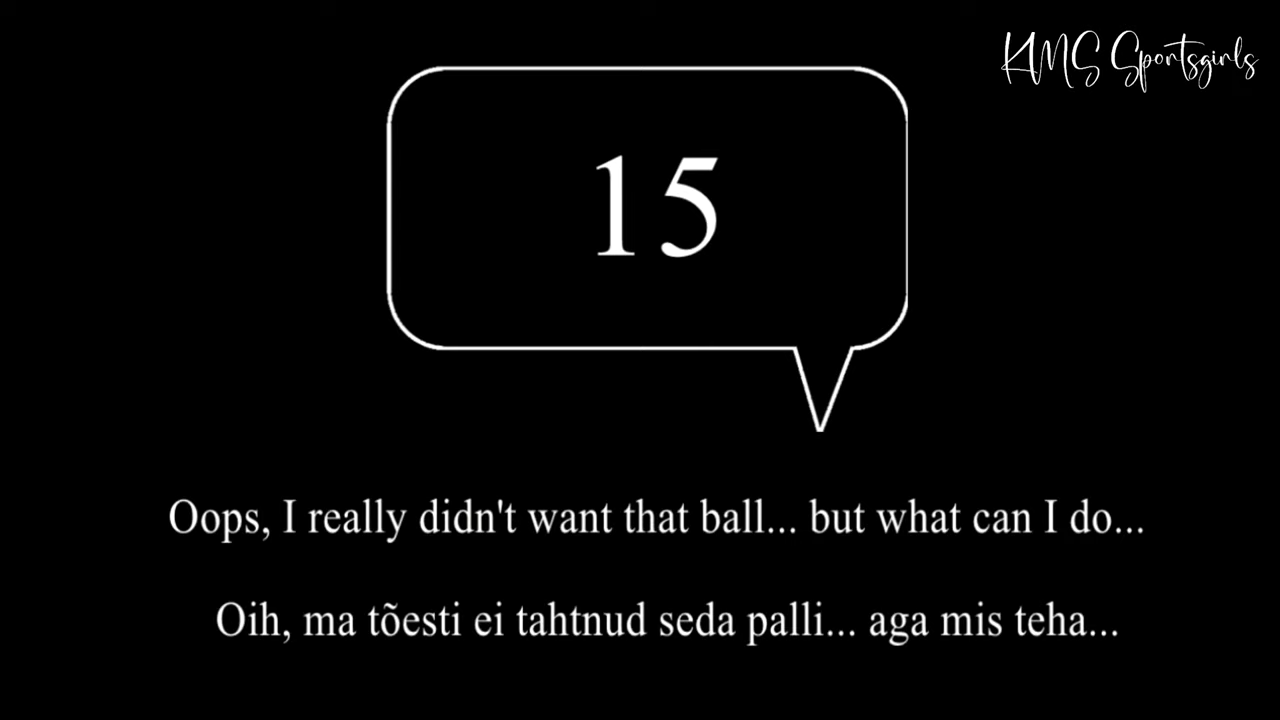 KMS Sportsgirls
15
Oops, I really didn't want that ball... but what can I do...
Oih, ma tõesti ei tahtnud seda palli... aga mis teha...